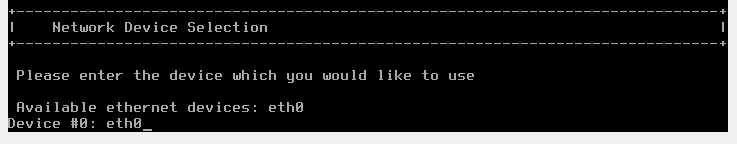 +------------------------------------------------------------------------------+
|    Network Device Selection                                                  |
+------------------------------------------------------------------------------+
Please enter the device which you would like to use
Available ethernet devices: eth0
Device #0: eth0_